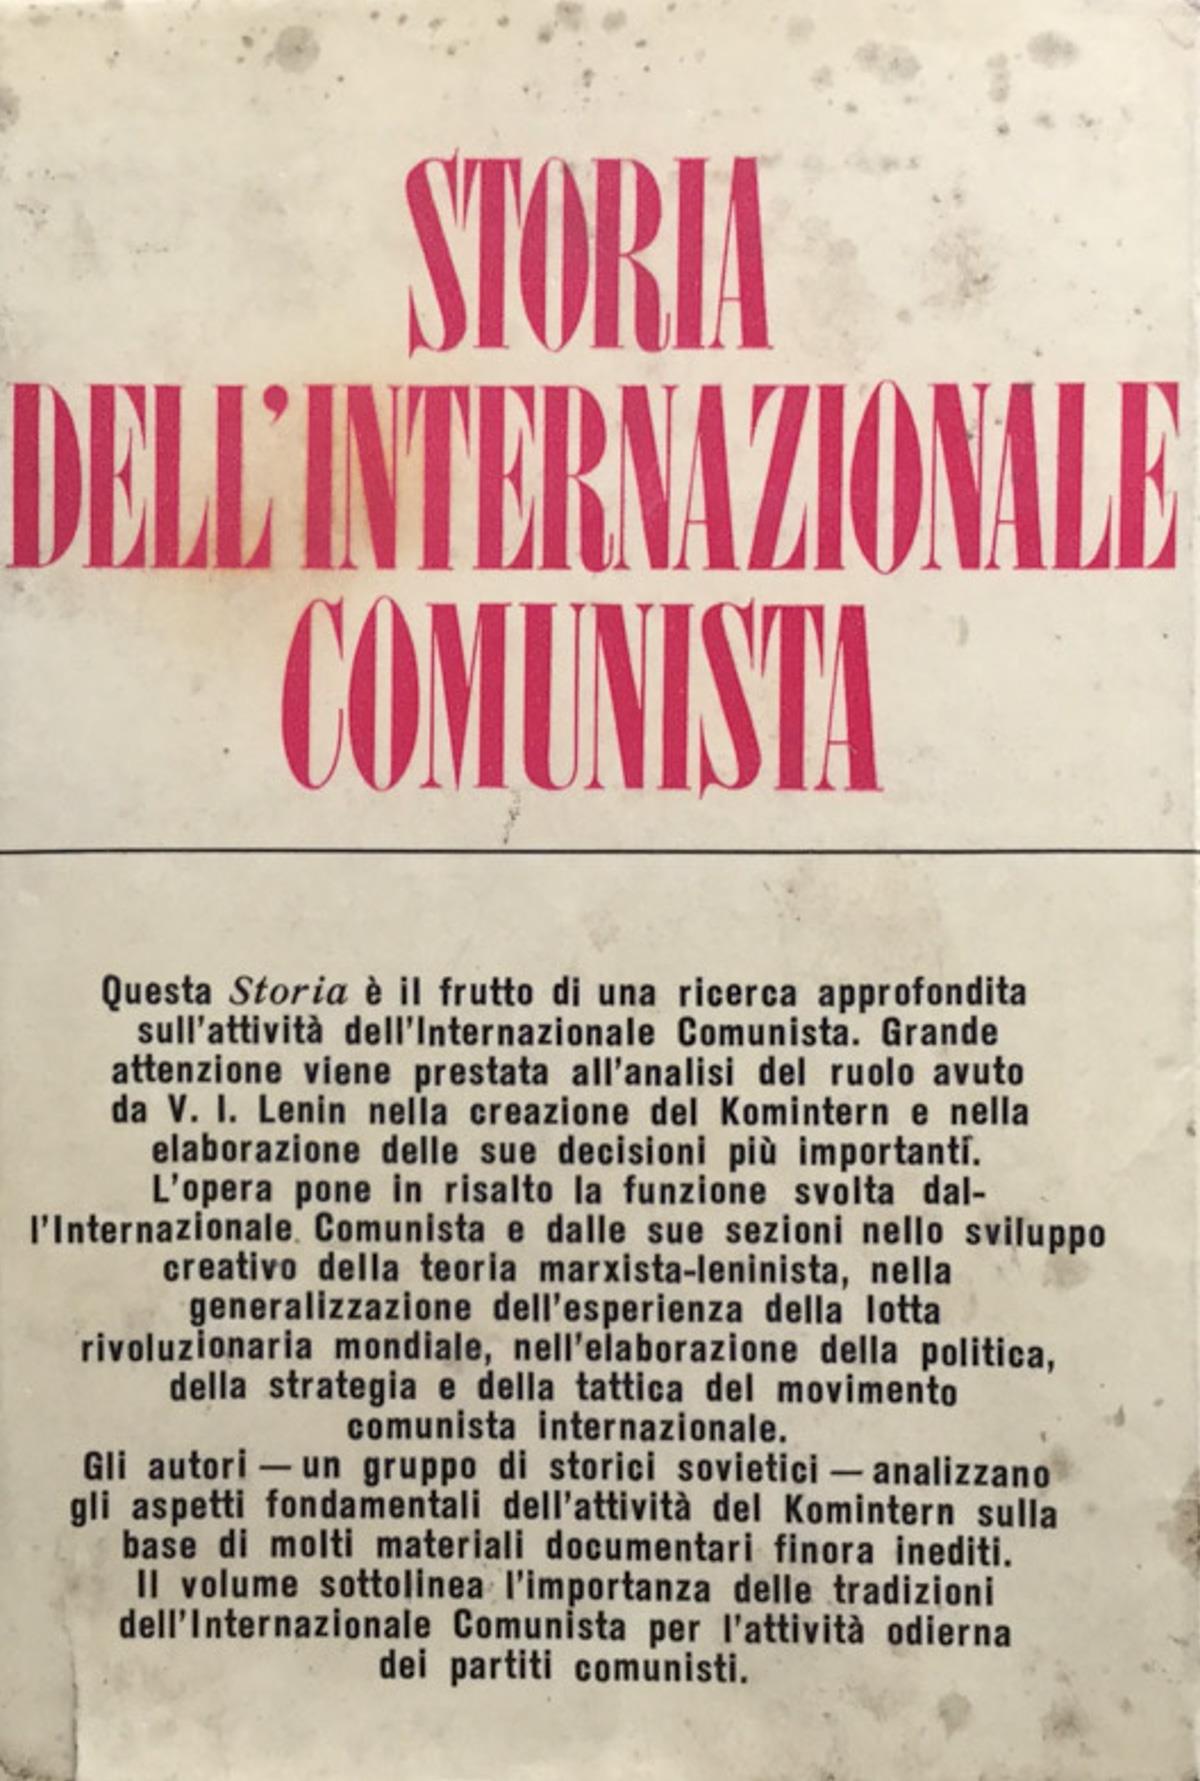 STORIA
DELL'INTERNAZIONALE
COMUNISTA
Questa Storia è il frutto di una ricerca approfondita
sull'attività dell'Internazionale Comunista. Grande
attenzione viene prestata all'analisi del ruolo avuto
da V. I. Lenin nella creazione del Komintern e nella
elaborazione delle sue decisioni più importanti.
L'opera pone in risalto la funzione svolta dal-
l'Internazionale Comunista e dalle sue sezioni nello sviluppo
creativo della teoria marxista-leninista, nella
generalizzazione dell'esperienza della lotta
rivoluzionaria mondiale, nell'elaborazione della politica,
della strategia e della tattica del movimento
comunista internazionale.
Gli autori — un gruppo di storici sovietici — analizzano
gli aspetti fondamentali dell'attività del Komintern sulla
base di molti materiali documentari finora inediti.
Il volume sottolinea l'importanza delle tradizioni
dell'Internazionale Comunista per l'attività odierna
dei partiti comunisti.